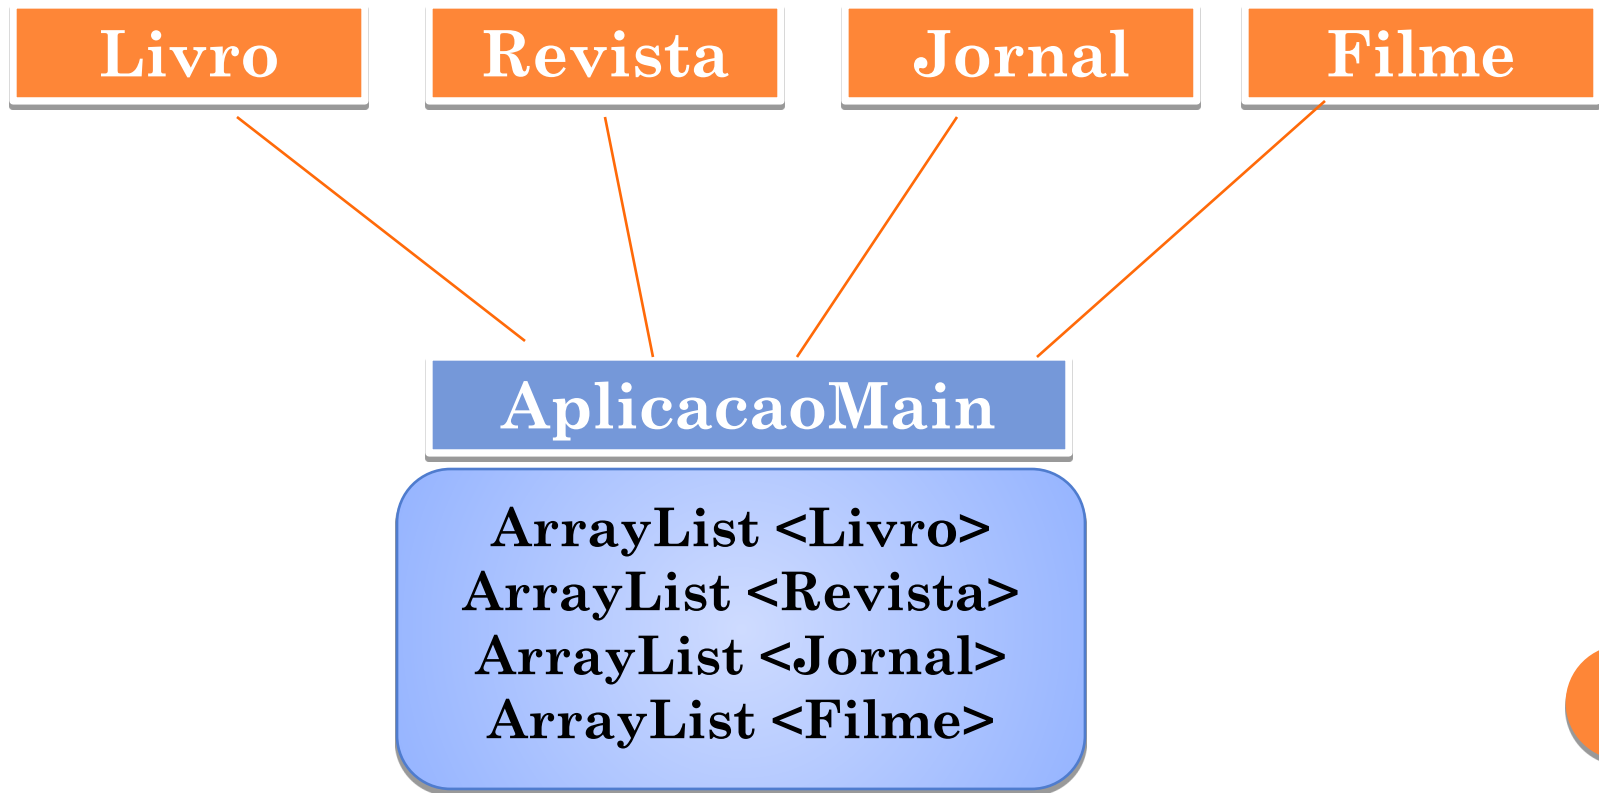 Livro
Revista
Jornal
Filme
AplicacaoMain
ArrayList <Livro>
ArrayList <Revista>
ArrayList <Jornal>
ArrayList <Filme>